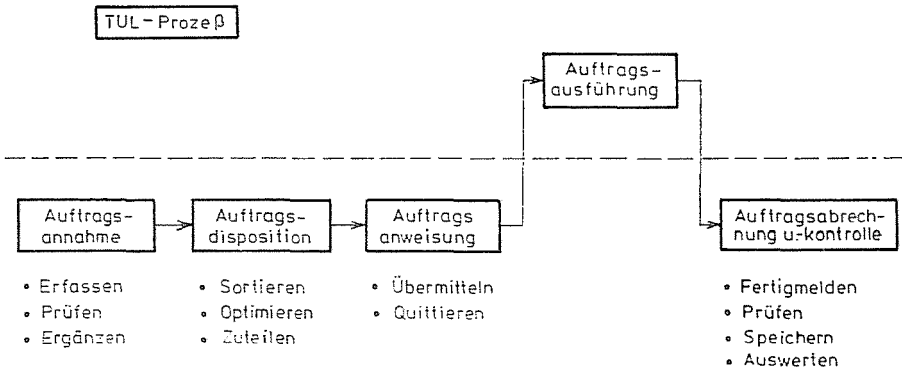 TUL-Prozeß
Auftrags-
ausführung
Auftrags-
annahme
Auftrags-
disposition
Auftrags
anweisung
Auftragsabrech-
nung u.-kontrolle
• Erfassen
• Prüfen
• Ergänzen
• Sortieren
• Optimieren
• Zuteilen
• Übermitteln
• Quittieren
• Fertigmelden
• Prüfen
• Speichern
• Auswerten